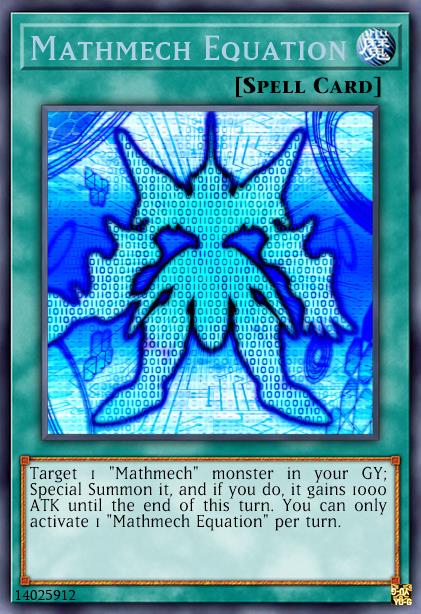 Mathmech Equation 魔
[Spell Card]
Target 1 "Mathmech" monster in your GY;
Special Summon it, and if you do, it gains 1000
ATK until the end of this turn. You can only
activate 1 "Mathmech Equation" per turn.
14025912